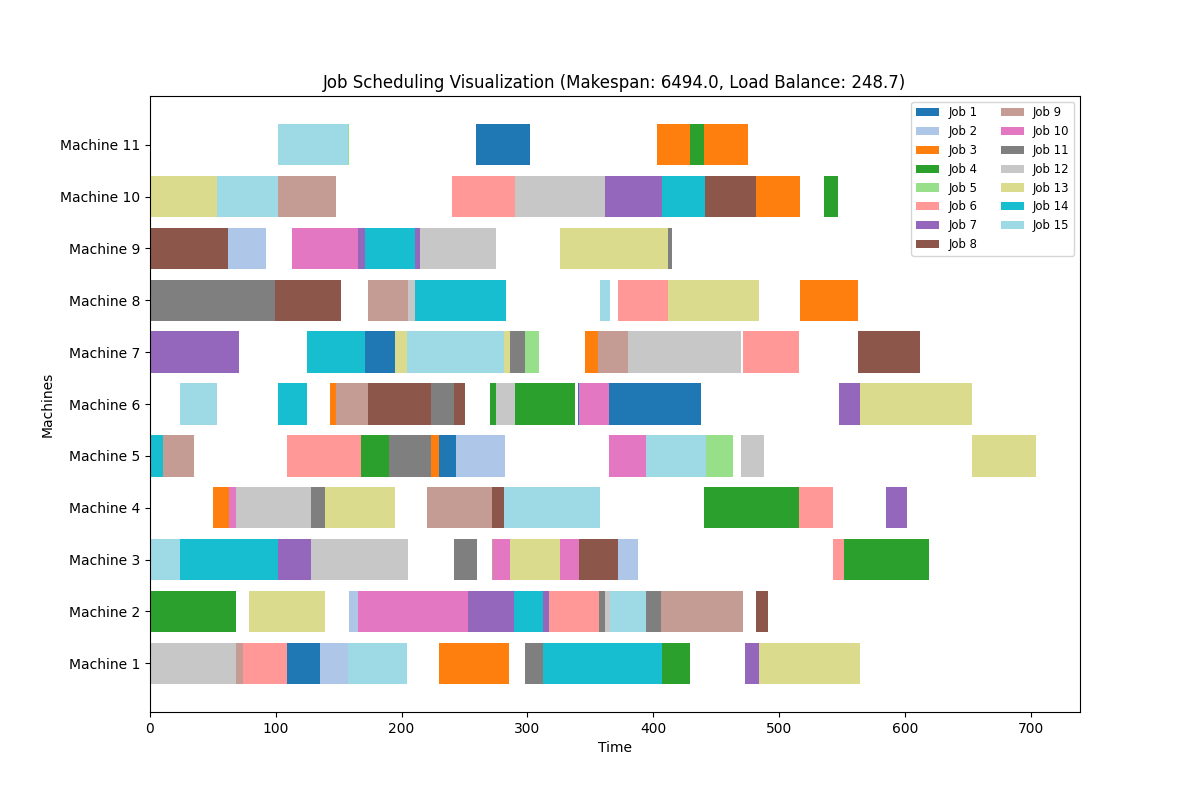 Job Scheduling Visualization (Makespan: 6494.0, Load Balance: 248.7)
Machines
Machine 11
Machine 10
Machine 9
Machine 8
Machine 7
Machine 6
Machine 5
Machine 4
Machine 3
Machine 2
Machine 1
Job 1
Job 2
Job 3
Job 4
Job 5
Job 6
Job 7
Job 8
Job 9
Job 10
Job 11
Job 12
Job 13
Job 14
Job 15
0 100 200 300 400 500 600 700
Time